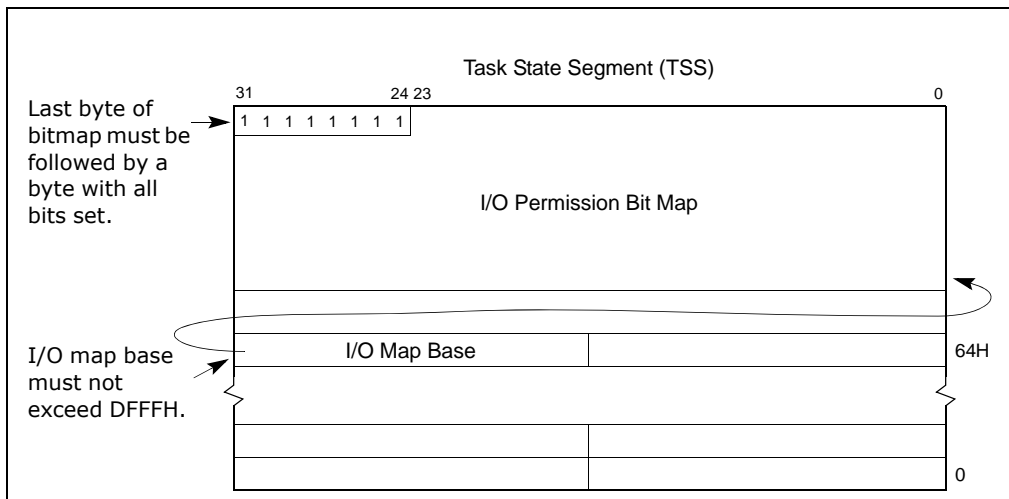 Task State Segment (TSS)
31
24 23
0
Last byte of
bitmap must be
followed by a
byte with all
bits set.
1 1 1 1 1 1 1 1
I/O Permission Bit Map
I/O map base
must not
exceed DFFFH.
I/O Map Base
64H
0